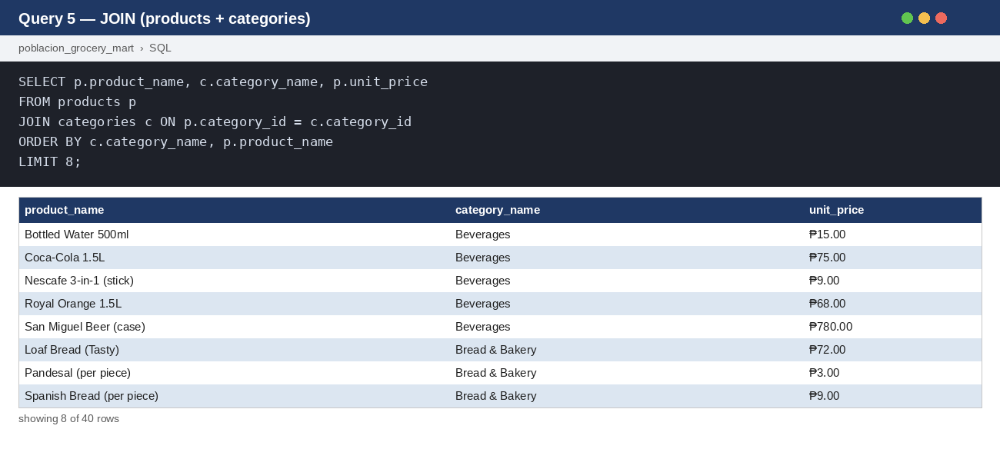 Query 5 — JOIN (products + categories)
poblacion_grocery_mart › SQL
SELECT p.product_name, c.category_name, p.unit_price
FROM products p
JOIN categories c ON p.category_id = c.category_id
ORDER BY c.category_name, p.product_name
LIMIT 8;
product_name category_name unit_price
Bottled Water 500ml Beverages ₱15.00
Coca-Cola 1.5L Beverages ₱75.00
Nescafe 3-in-1 (stick) Beverages ₱9.00
Royal Orange 1.5L Beverages ₱68.00
San Miguel Beer (case) Beverages ₱780.00
Loaf Bread (Tasty) Bread & Bakery ₱72.00
Pandesal (per piece) Bread & Bakery ₱3.00
Spanish Bread (per piece) Bread & Bakery ₱9.00
showing 8 of 40 rows